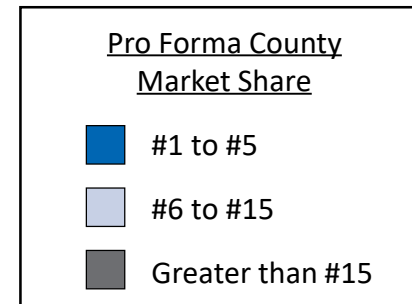 Pro Forma County
Market Share
#1 to #5
#6 to #15
Greater than #15